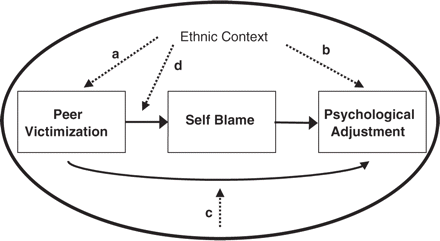 Ethnic Context
a
b
d
Peer
Victimization
Self Blame
Psychological
Adjustment
c